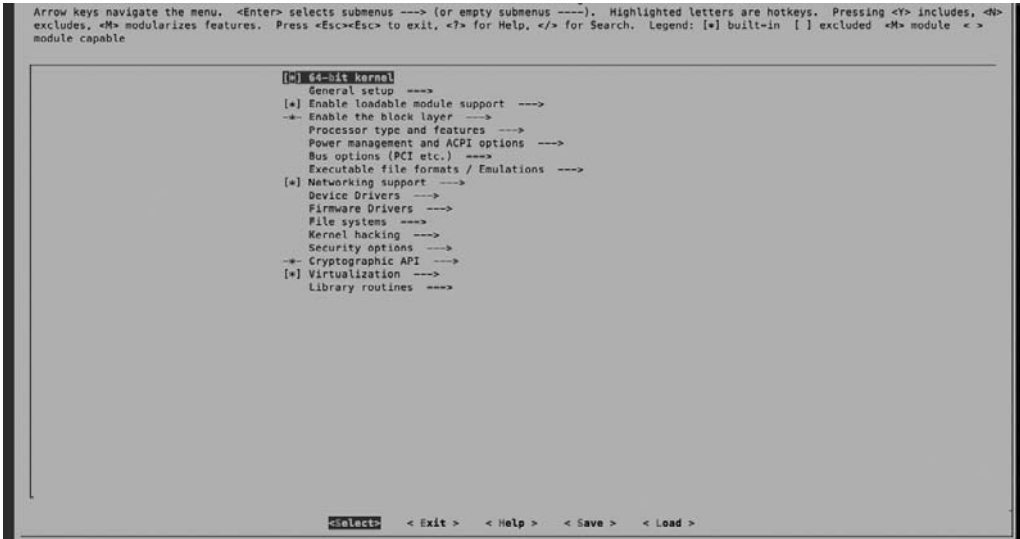 Arrow keys navigate the menu.  <Enter> selects submenus ---> (or empty submenus ----).  Highlighted letters are hotkeys.  Pressing <Y> includes, <N>
excludes, <M> modularizes features.  Press <Esc><Esc> to exit, <?> for Help, </> for Search.  Legend: [*] built-in  [ ] excluded  <M> module  < >
module capable
[*] 64-bit kernel
General setup  --->
[*] Enable loadable module support  --->
-*- Enable the block layer  --->
Processor type and features  --->
Power management and ACPI options  --->
Bus options (PCI etc.)  --->
Executable file formats / Emulations  --->
[*] Networking support  --->
Device Drivers  --->
Firmware Drivers  --->
File systems  --->
Kernel hacking  --->
Security options  --->
-*- Cryptographic API  --->
[*] Virtualization  --->
Library routines  --->
<Select>    < Exit >    < Help >    < Save >    < Load >